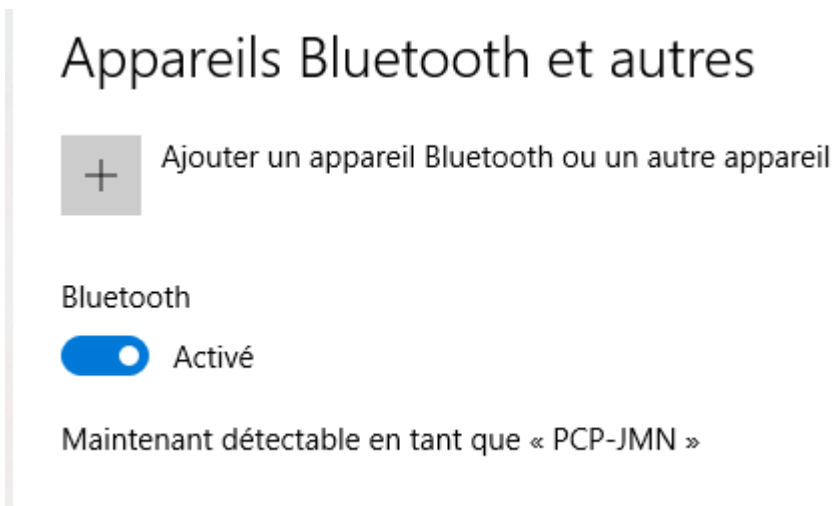 Appareils Bluetooth et autres
Ajouter un appareil Bluetooth ou un autre appareil
Bluetooth
Activé
Maintenant détectable en tant que « PCP-JMN »